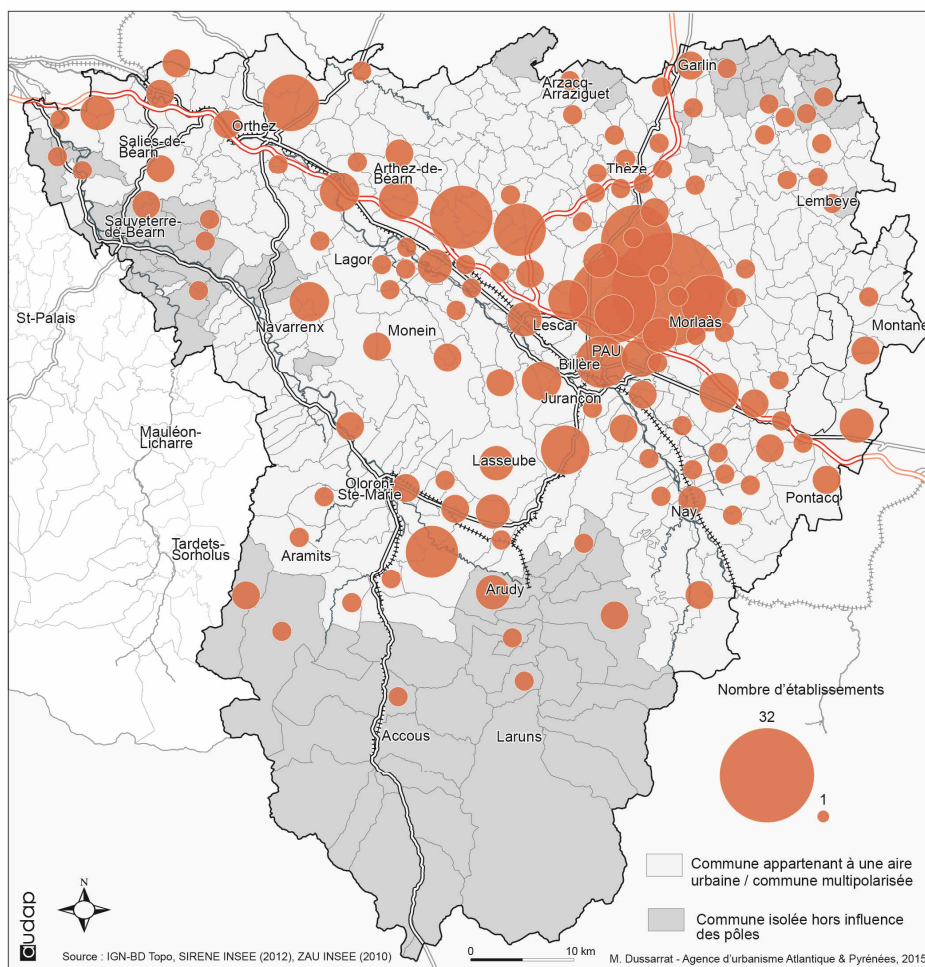 Garlin
Arzacq-
Arraziguet
Orthez
Salies-de-
Béarn
Arthez-de-
Béarn
Thèze
Lembeye
Sauveterre-
de-Béarn
Lagor
St-Palais
Navarrenx
Monein
Lescar
Morlaàs
Montane
PAU
Billère
Jurançon
Mauléon-
Licharre
Lasseube
Oloron-
Ste-Marie
Pontacq
Nay
Tardets-
Sorholus
Aramits
Arudy
Nombre d'établissements
32
1
Accous
Laruns
Commune appartenant à une aire
urbaine / commune multipolarisée
Commune isolée hors influence
des pôles
N
audap
Source : IGN-BD Topo, SIRENE INSEE (2012), ZAU INSEE (2010)
0 10 km
M. Dussarrat - Agence d'urbanisme Atlantique & Pyrénées, 2015